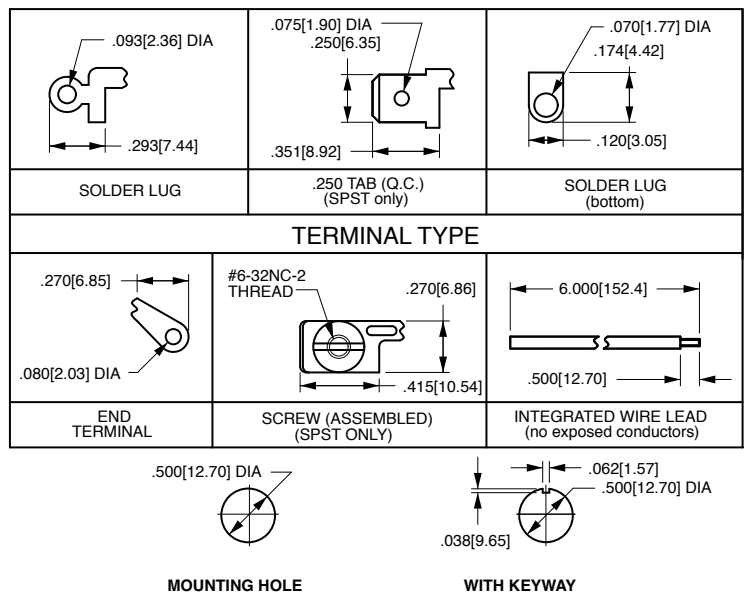 .093[2.36] DIA
.293[7.44]
SOLDER LUG
.075[1.90] DIA
.250[6.35]
.351[8.92]
.250 TAB (Q.C.)
(SPST only)
.070[1.77] DIA
.174[4.42]
.120[3.05]
SOLDER LUG
(bottom)
TERMINAL TYPE
.270[6.85]
.080[2.03] DIA
END
TERMINAL
#6-32NC-2
THREAD
.270[6.86]
.415[10.54]
SCREW (ASSEMBLED)
(SPST ONLY)
6.000[152.4]
.500[12.70]
INTEGRATED WIRE LEAD
(no exposed conductors)
.500[12.70] DIA
MOUNTING HOLE
.062[1.57]
.500[12.70] DIA
.038[9.65]
WITH KEYWAY